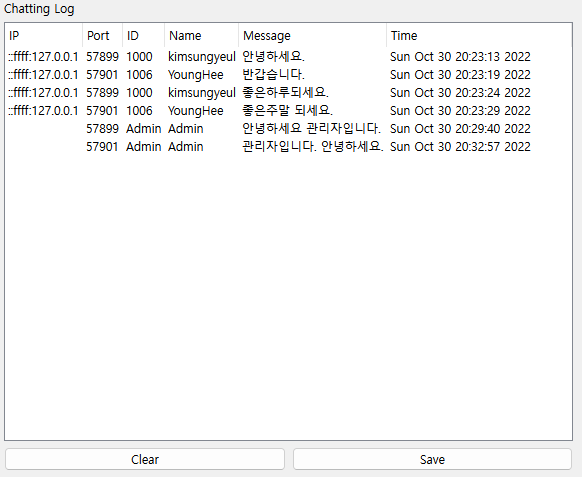 Chatting Log
IP Port ID Name Message Time
::ffff:127.0.0.1 57899 1000 kimsungyeul 안녕하세요. Sun Oct 30 20:23:13 2022
::ffff:127.0.0.1 57901 1006 YoungHee 반갑습니다. Sun Oct 30 20:23:19 2022
::ffff:127.0.0.1 57899 1000 kimsungyeul 좋은하루되세요. Sun Oct 30 20:23:24 2022
::ffff:127.0.0.1 57901 1006 YoungHee 좋은주말 되세요. Sun Oct 30 20:23:29 2022
57899 Admin Admin 안녕하세요 관리자입니다. Sun Oct 30 20:29:40 2022
57901 Admin Admin 관리자입니다. 안녕하세요. Sun Oct 30 20:32:57 2022
Clear Save